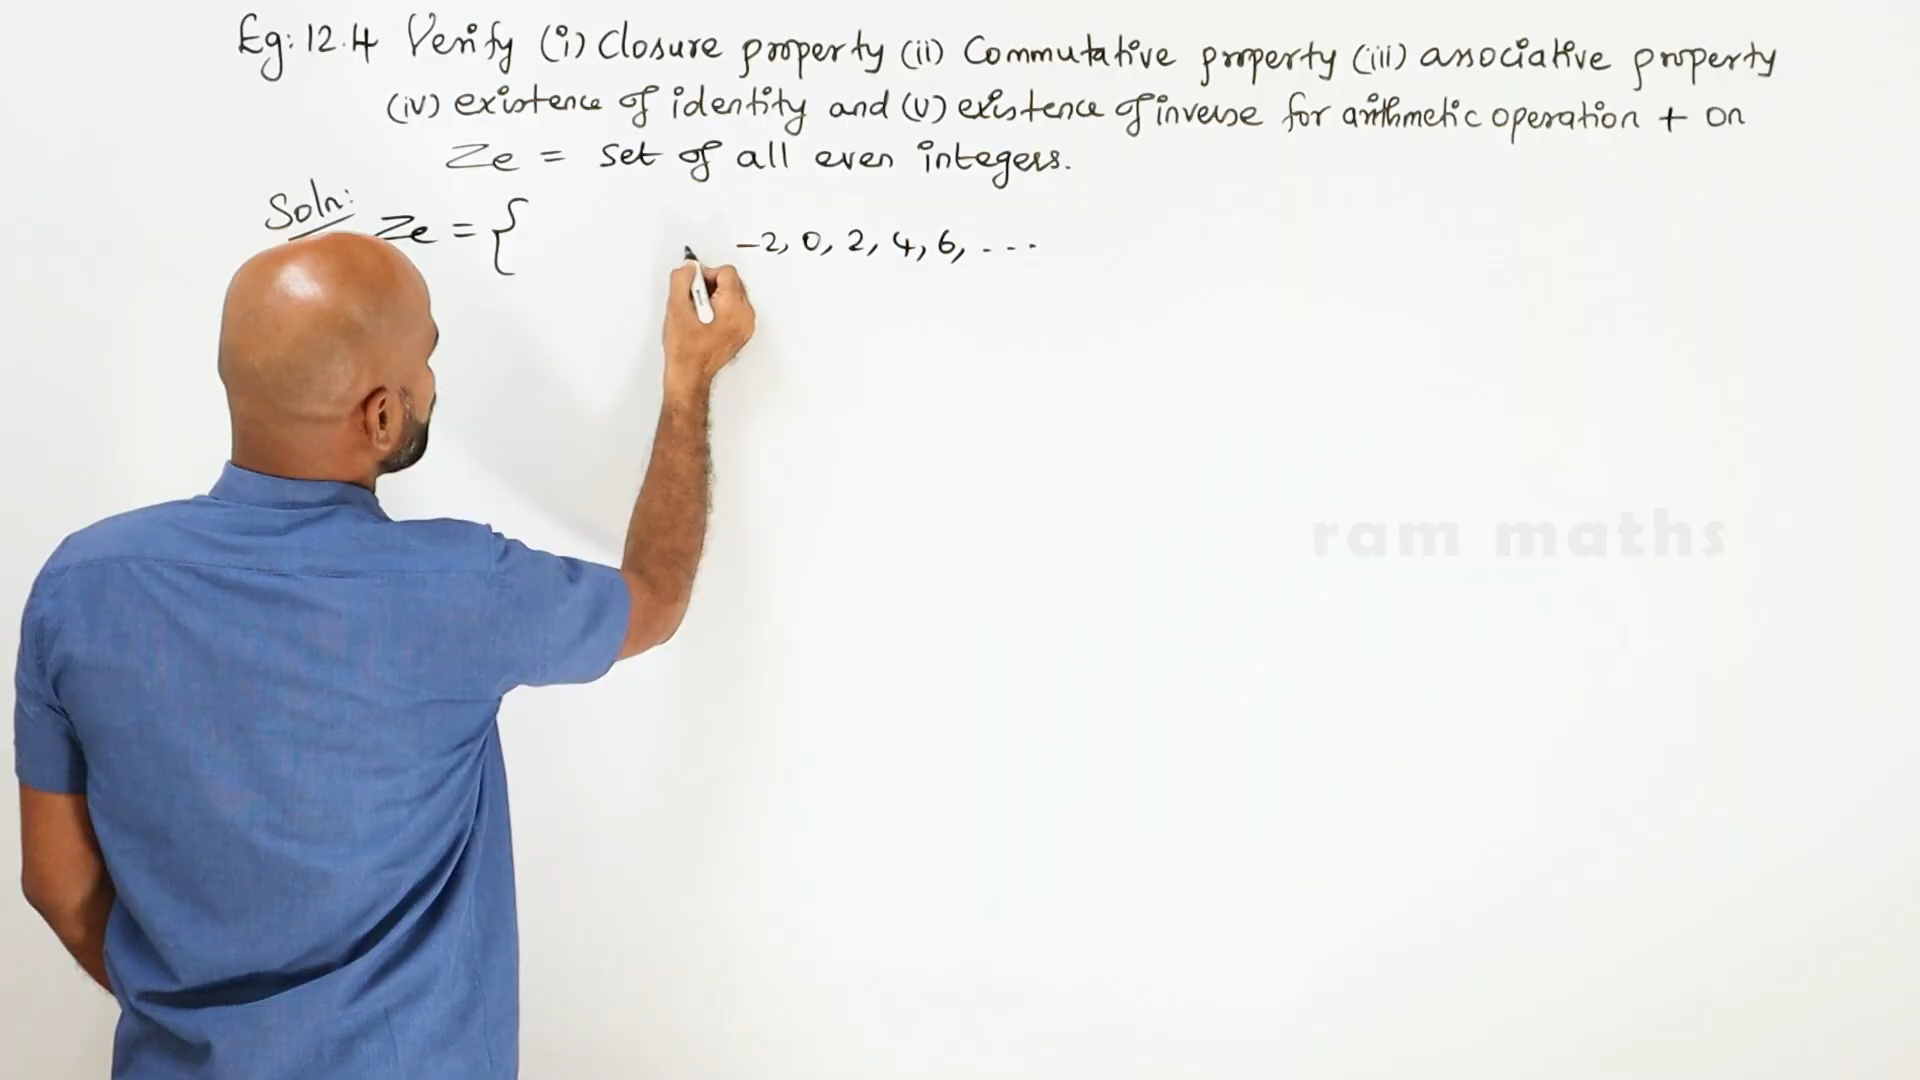 Eg: 12.4 Verify (i) Closure property (ii) Commutative property (iii) associative property
(iv) existence of identity and (v) existence of inverse for arithmetic operation + on
Ze = set of all even integers.
Soln:
Ze = { -2, 0, 2, 4, 6, ...
ram maths